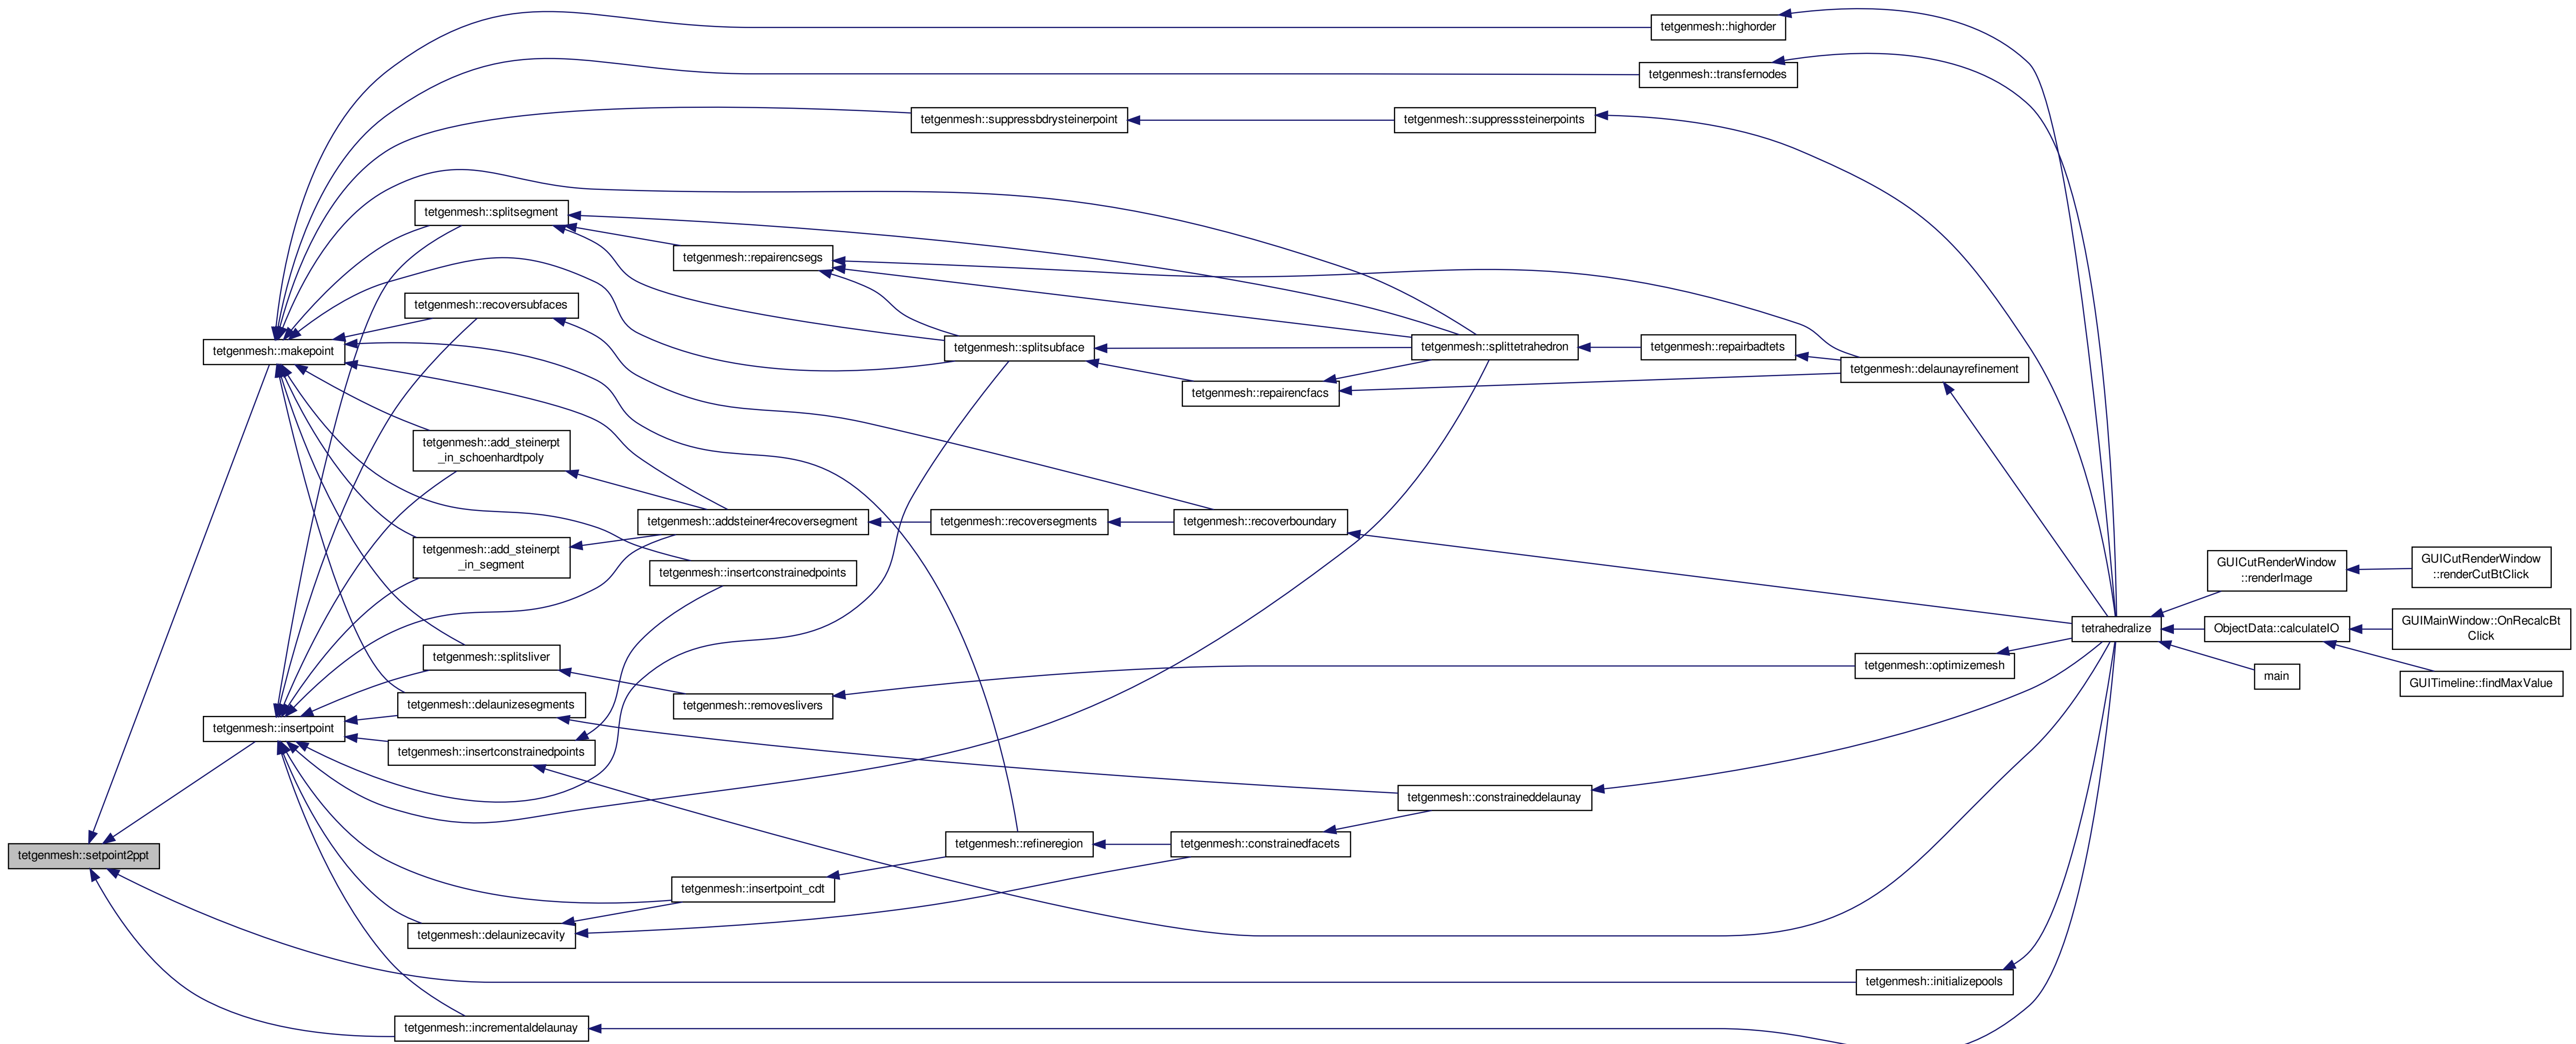 tetgenmesh::highorder
tetgenmesh::transfernodes
tetgenmesh::suppressbdrysteinerpoint
tetgenmesh::suppresssteinerpoints
tetgenmesh::splitsegment
tetgenmesh::repairencsegs
tetgenmesh::recoversubfaces
tetgenmesh::makepoint
tetgenmesh::splitsubface
tetgenmesh::splittetrahedron
tetgenmesh::repairbadtets
tetgenmesh::delaunayrefinement
tetgenmesh::repairencfacs
tetgenmesh::add_steinerpt
_in_schoenhardtpoly
tetgenmesh::addsteiner4recoversegment
tetgenmesh::recoversegments
tetgenmesh::recoverboundary
tetgenmesh::add_steinerpt
_in_segment
tetgenmesh::insertconstrainedpoints
GUICutRenderWindow
::renderImage
GUICutRenderWindow
::renderCutBtClick
tetrahedralize
ObjectData::calculateIO
GUIMainWindow::OnRecalcBt
Click
tetgenmesh::splitsliver
tetgenmesh::optimizemesh
main
GUITimeline::findMaxValue
tetgenmesh::delaunizesegments
tetgenmesh::removeslivers
tetgenmesh::insertpoint
tetgenmesh::insertconstrainedpoints
tetgenmesh::constraineddelaunay
tetgenmesh::refineregion
tetgenmesh::constrainedfacets
tetgenmesh::setpoint2ppt
tetgenmesh::insertpoint_cdt
tetgenmesh::delaunizecavity
tetgenmesh::initializepools
tetgenmesh::incrementaldelaunay